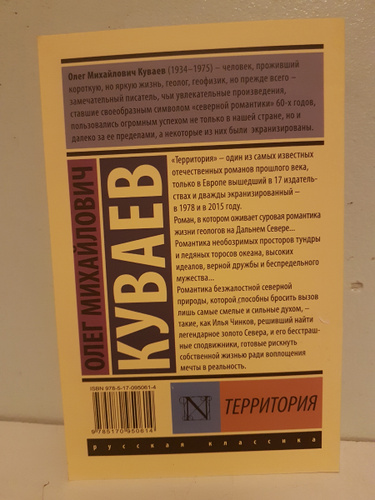 Олег Михайлович Куваев (1934–1975) – человек, проживший
короткую, но яркую жизнь, геолог, геофизик, но прежде всего –
замечательный писатель, чьи увлекательные произведения,
ставшие своеобразным символом «северной романтики» 60-х годов,
пользовались огромным успехом не только в нашей стране, но и
далеко за ее пределами, а некоторые из них были экранизированы.
ОЛЕГ МИХАЙЛОВИЧ
КУВАЕВ
«Территория» – один из самых известных
отечественных романов прошлого века,
только в Европе вышедший в 17 издатель-
ствах и дважды экранизированный –
в 1978 и в 2015 году.
Роман, в котором оживает суровая романтика
жизни геологов на Дальнем Севере...
Романтика необозримых просторов тундры
и ледяных торосов океана, высоких
идеалов, верной дружбы и беспредельного
мужества...
Романтика безжалостной северной
природы, которой способны бросить вызов
лишь самые смелые и сильные духом, –
такие, как Илья Чинков, решивший найти
легендарное золото Севера, и его бесстраш-
ные сподвижники, готовые рискнуть
собственной жизнью ради воплощения
мечты в реальность.
ISBN 978-5-17-095061-4
9 785170 950614
N
ТЕРРИТОРИЯ
русская классика